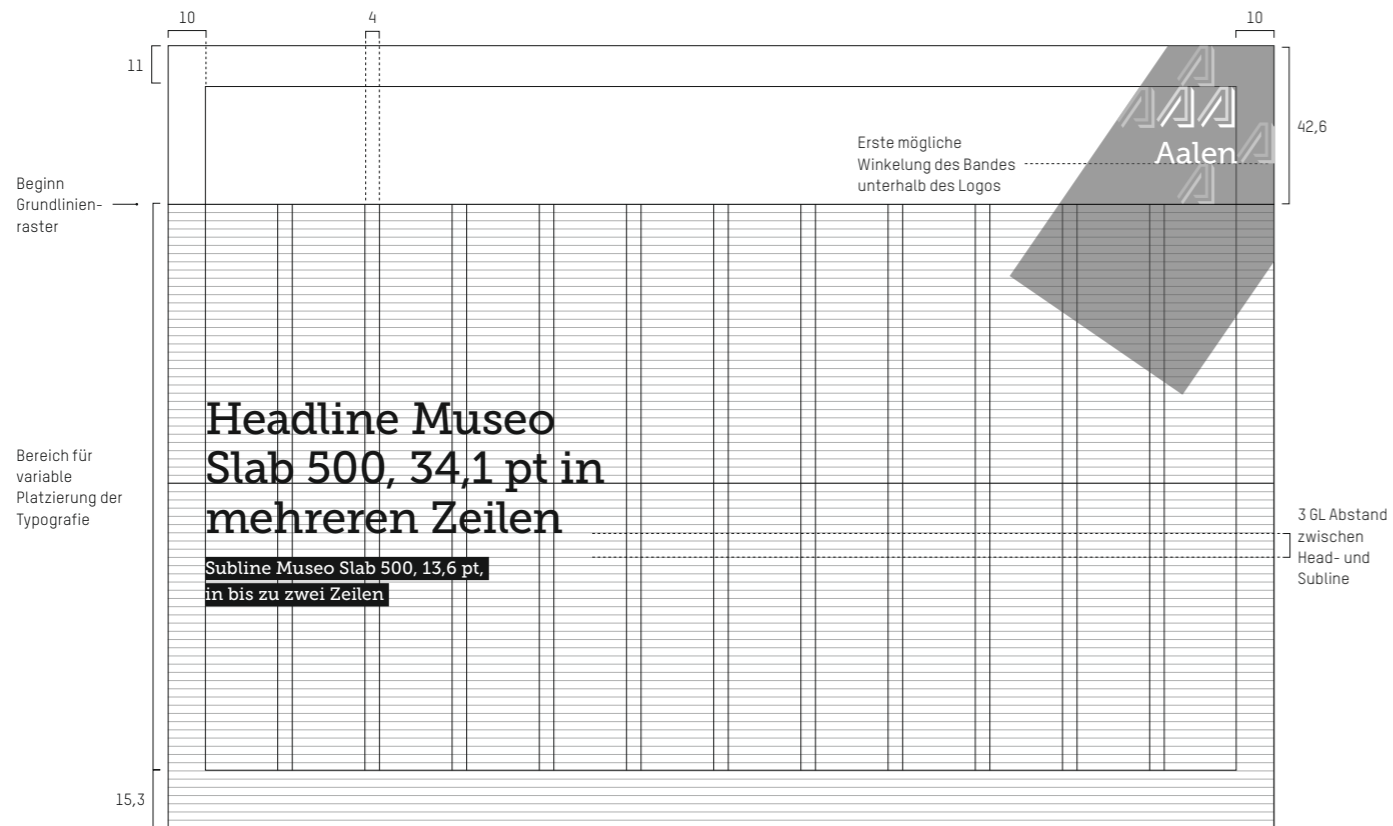 10
4
10
11
42,6
Erste mögliche
Winkelung des Bandes
unterhalb des Logos
Aalen
Beginn
Grundlinien-
raster
Headline Museo
Slab 500, 34,1 pt in
mehreren Zeilen
Bereich für
variable
Platzierung der
Typografie
3 GL Abstand
zwischen
Head- und
Subline
Subline Museo Slab 500, 13,6 pt,
in bis zu zwei Zeilen
15,3